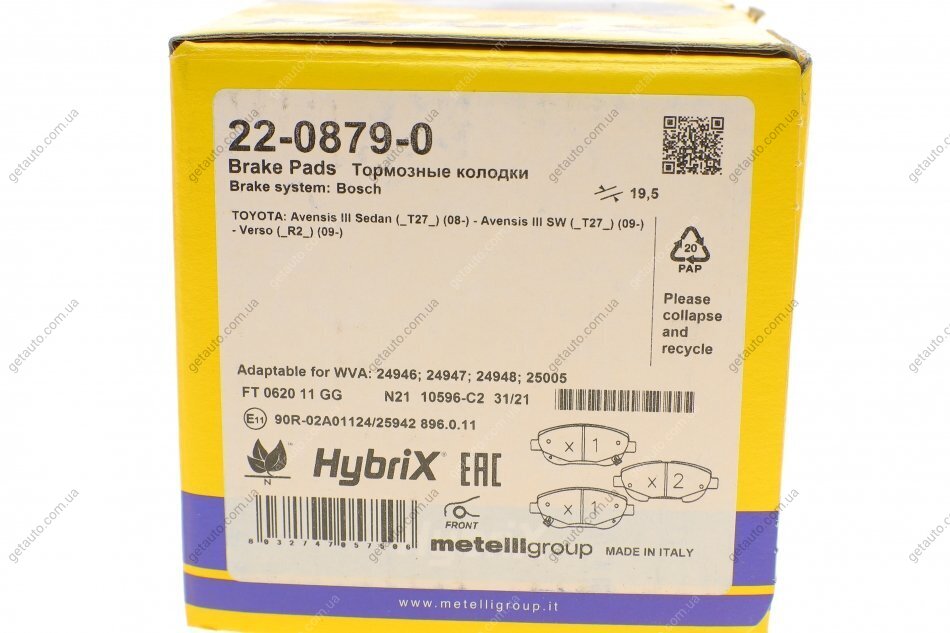 22-0879-0
Brake Pads Тормозные колодки
Brake system: Bosch
19,5
TOYOTA: Avensis III Sedan (_T27_) (08-) - Avensis III SW (_T27_) (09-)
- Verso (_R2_) (09-)
20
PAP
Please
collapse
and
recycle
Adaptable for WVA: 24946; 24947; 24948; 25005
FT 0620 11 GG N21 10596-C2 31/21
E11 90R-02A01124/25942 896.0.11
x 1
x 2
x 1
N
™
HybriX EAC
FRONT
8032747057506
metelligroup MADE IN ITALY
www.metelligroup.it
getauto.com.ua